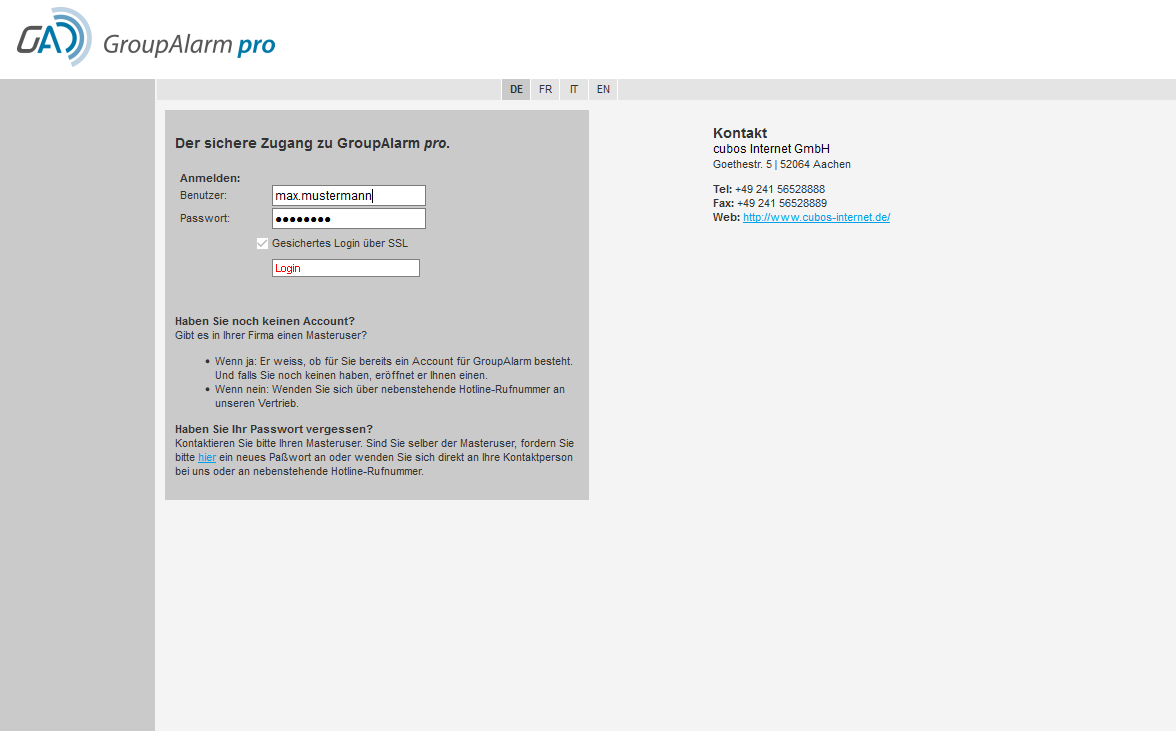 GA GroupAlarm pro
DE FR IT EN
Der sichere Zugang zu GroupAlarm pro.
Anmelden:
Benutzer: max.mustermann
Passwort: ●●●●●●●●
Gesichertes Login über SSL
Login
Haben Sie noch keinen Account?
Gibt es in Ihrer Firma einen Masteruser?
• Wenn ja: Er weiss, ob für Sie bereits ein Account für GroupAlarm besteht.
Und falls Sie noch keinen haben, eröffnet er Ihnen einen.
• Wenn nein: Wenden Sie sich über nebenstehende Hotline-Rufnummer an
unseren Vertrieb.
Haben Sie Ihr Passwort vergessen?
Kontaktieren Sie bitte Ihren Masteruser. Sind Sie selber der Masteruser, fordern Sie
bitte hier ein neues Paßwort an oder wenden Sie sich direkt an Ihre Kontaktperson
bei uns oder an nebenstehende Hotline-Rufnummer.
Kontakt
cubos Internet GmbH
Goethestr. 5 | 52064 Aachen
Tel: +49 241 56528888
Fax: +49 241 56528889
Web: http://www.cubos-internet.de/